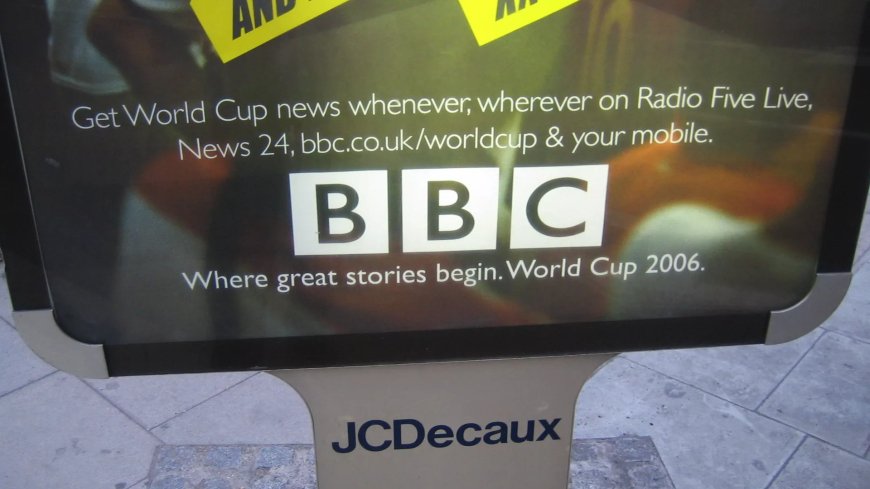 AND
Get World Cup news whenever, wherever on Radio Five Live,
News 24, bbc.co.uk/worldcup & your mobile.
BBC
Where great stories begin. World Cup 2006.
JCDecaux